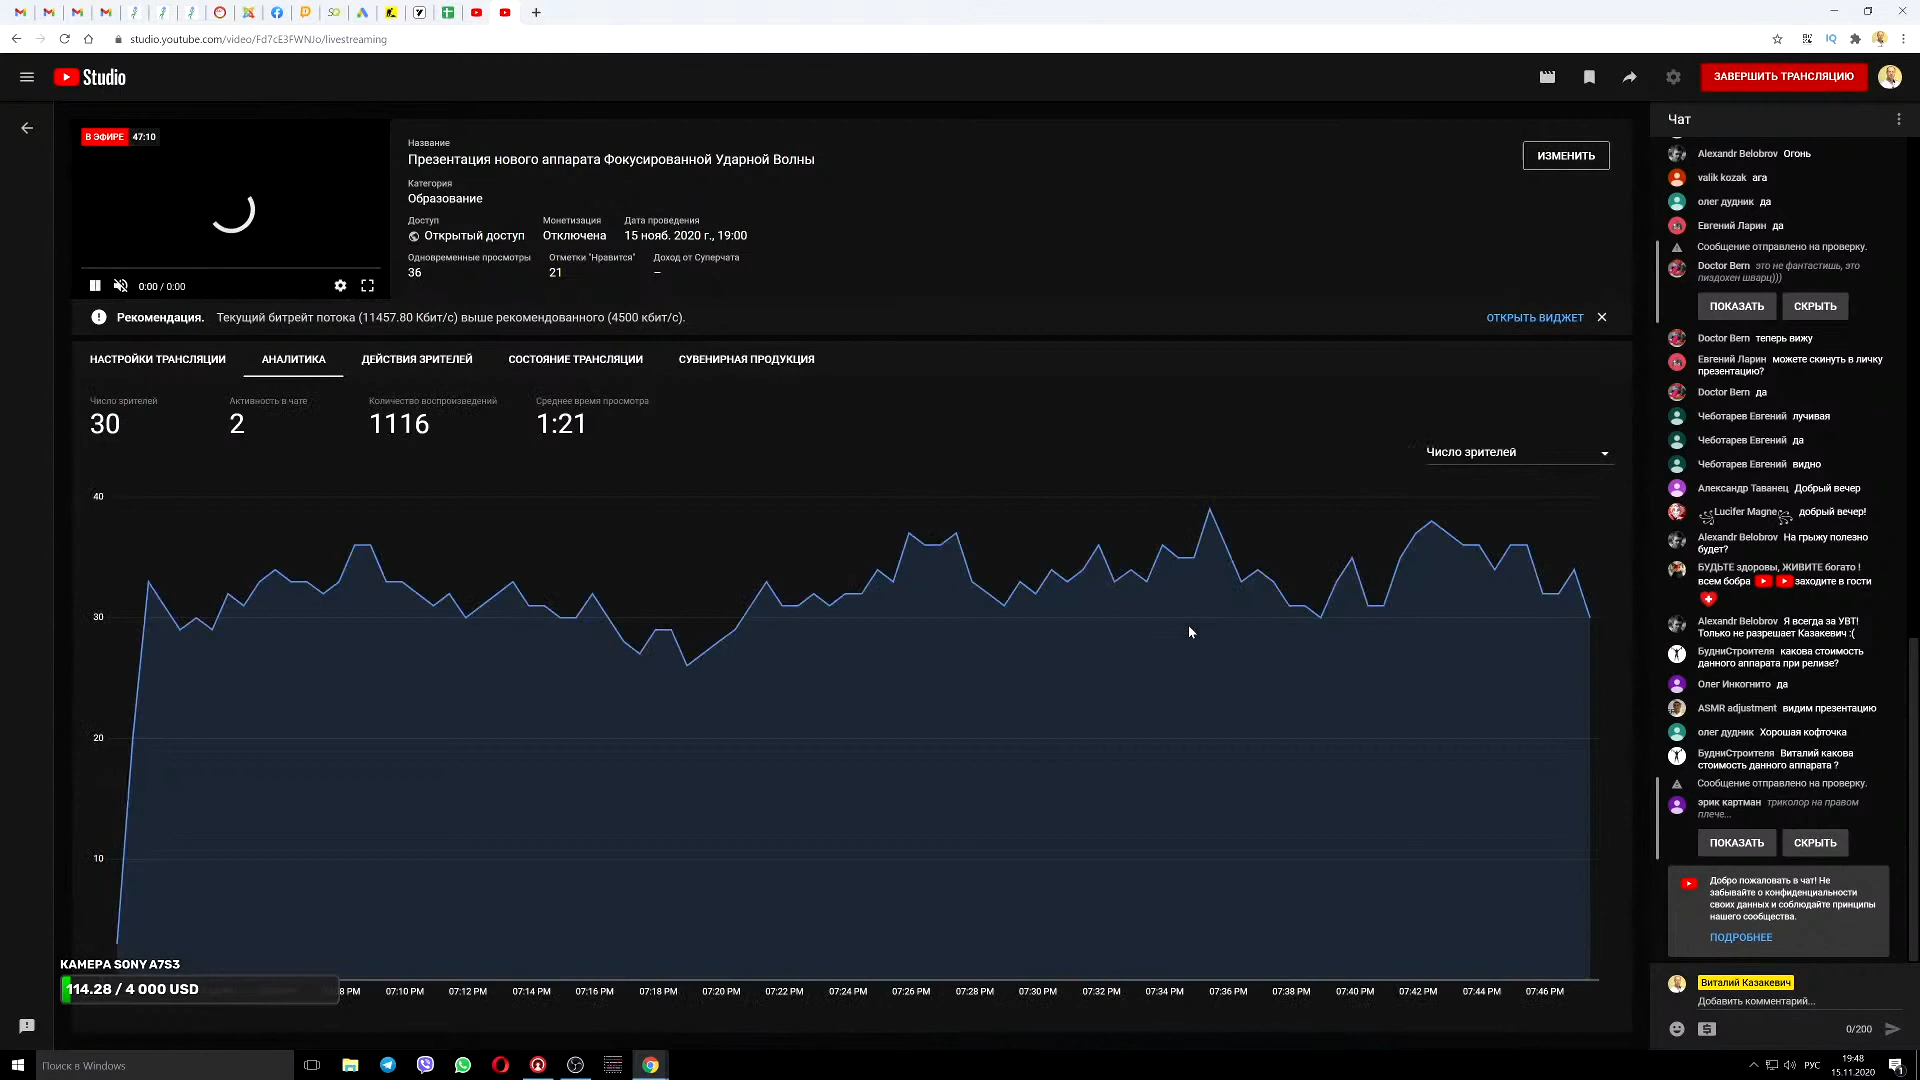 studio.youtube.com/video/Fd7cE3FWNJo/livestreaming
IQ
Studio
ЗАВЕРШИТЬ ТРАНСЛЯЦИЮ
В ЭФИРЕ 47:10
0:00 / 0:00
Название
Презентация нового аппарата Фокусированной Ударной Волны
ИЗМЕНИТЬ
Категория
Образование
Доступ Монетизация Дата проведения
Открытый доступ Отключена 15 нояб. 2020 г., 19:00
Одновременные просмотры Отметки "Нравится" Доход от Суперчата
36 21 –
Рекомендация. Текущий битрейт потока (11457.80 Кбит/с) выше рекомендованного (4500 кбит/с).
ОТКРЫТЬ ВИДЖЕТ
НАСТРОЙКИ ТРАНСЛЯЦИИ АНАЛИТИКА ДЕЙСТВИЯ ЗРИТЕЛЕЙ СОСТОЯНИЕ ТРАНСЛЯЦИИ СУВЕНИРНАЯ ПРОДУКЦИЯ
Число зрителей Активность в чате Количество воспроизведений Среднее время просмотра
30 2 1116 1:21
Число зрителей
40
30
20
10
КАМЕРА SONY A7S3
114.28 / 4 000 USD
8 PM 07:10 PM 07:12 PM 07:14 PM 07:16 PM 07:18 PM 07:20 PM 07:22 PM 07:24 PM 07:26 PM 07:28 PM 07:30 PM 07:32 PM 07:34 PM 07:36 PM 07:38 PM 07:40 PM 07:42 PM 07:44 PM 07:46 PM
Чат
Alexandr Belobrov Огонь
valik kozak ага
олег дудник да
Евгений Ларин да
Сообщение отправлено на проверку.
Doctor Bern это не фантастишь, это
пиздохен шварц)))
ПОКАЗАТЬ СКРЫТЬ
Doctor Bern теперь вижу
Евгений Ларин можете скинуть в личку
презентацию?
Doctor Bern да
Чеботарев Евгений лучивая
Чеботарев Евгений да
Чеботарев Евгений видно
Александр Таванец Добрый вечер
꧁Lucifer Magne꧂ добрый вечер!
Alexandr Belobrov На грыжу полезно
будет?
БУДЬТЕ здоровы, ЖИВИТЕ богато !
всем бобра заходите в гости
Alexandr Belobrov Я всегда за УВТ!
Только не разрешает Казакевич :(
БудниСтроителя какова стоимость
данного аппарата при релизе?
Олег Инкогнито да
ASMR adjustment видим презентацию
олег дудник Хорошая кофточка
БудниСтроителя Виталий какова
стоимость данного аппарата ?
Сообщение отправлено на проверку.
эрик картман триколор на правом
плече...
ПОКАЗАТЬ СКРЫТЬ
Добро пожаловать в чат! Не
забывайте о конфиденциальности
своих данных и соблюдайте принципы
нашего сообщества.
ПОДРОБНЕЕ
Виталий Казакевич
Добавить комментарий...
0/200
Поиск в Windows
РУС
19:48
15.11.2020